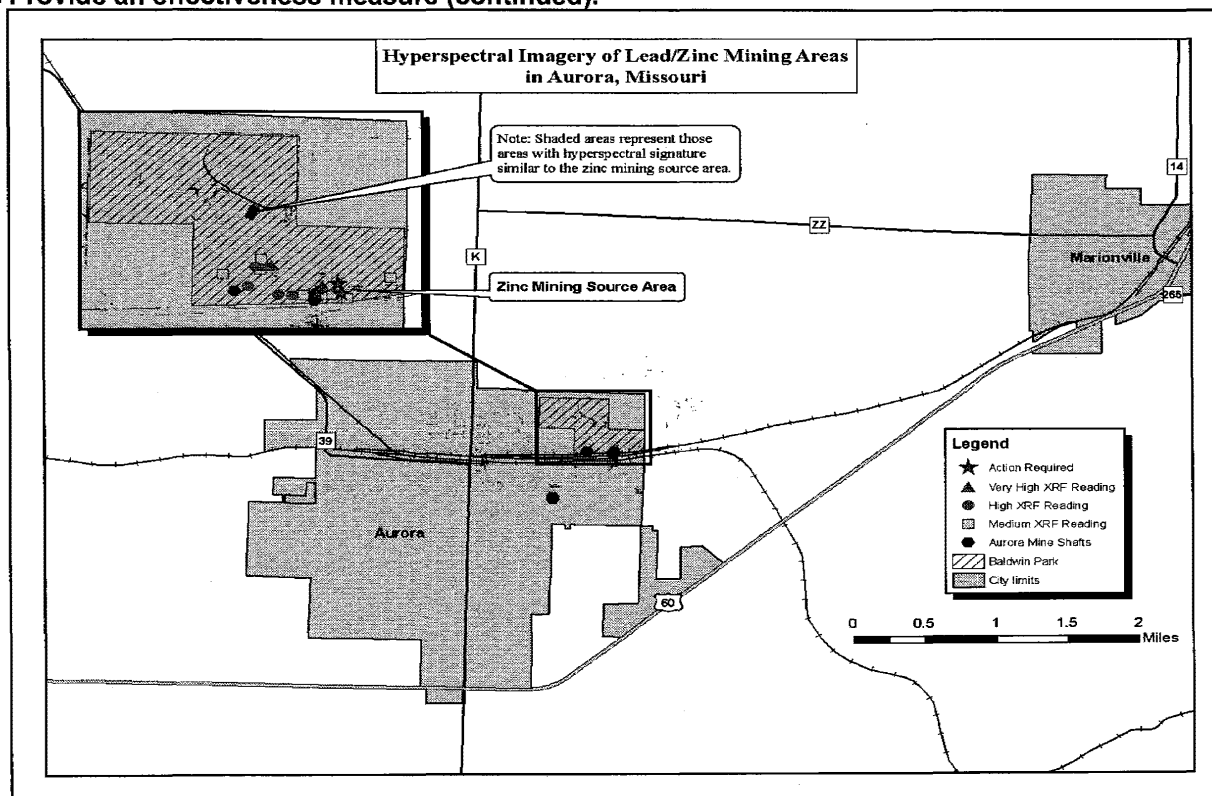 Provide an effectiveness measure (continued).
Hyperspectral Imagery of Lead/Zinc Mining Areas
in Aurora, Missouri
Note: Shaded areas represent those
areas with hyperspectral signature
similar to the zinc mining source area.
14
ZZ
K
Marionville
Zinc Mining Source Area
265
39
Legend
Action Required
Very High XRF Reading
High XRF Reading
Medium XRF Reading
Aurora Mine Shafts
Baldwin Park
City limits
Aurora
60
0 0.5 1 1.5 2
Miles